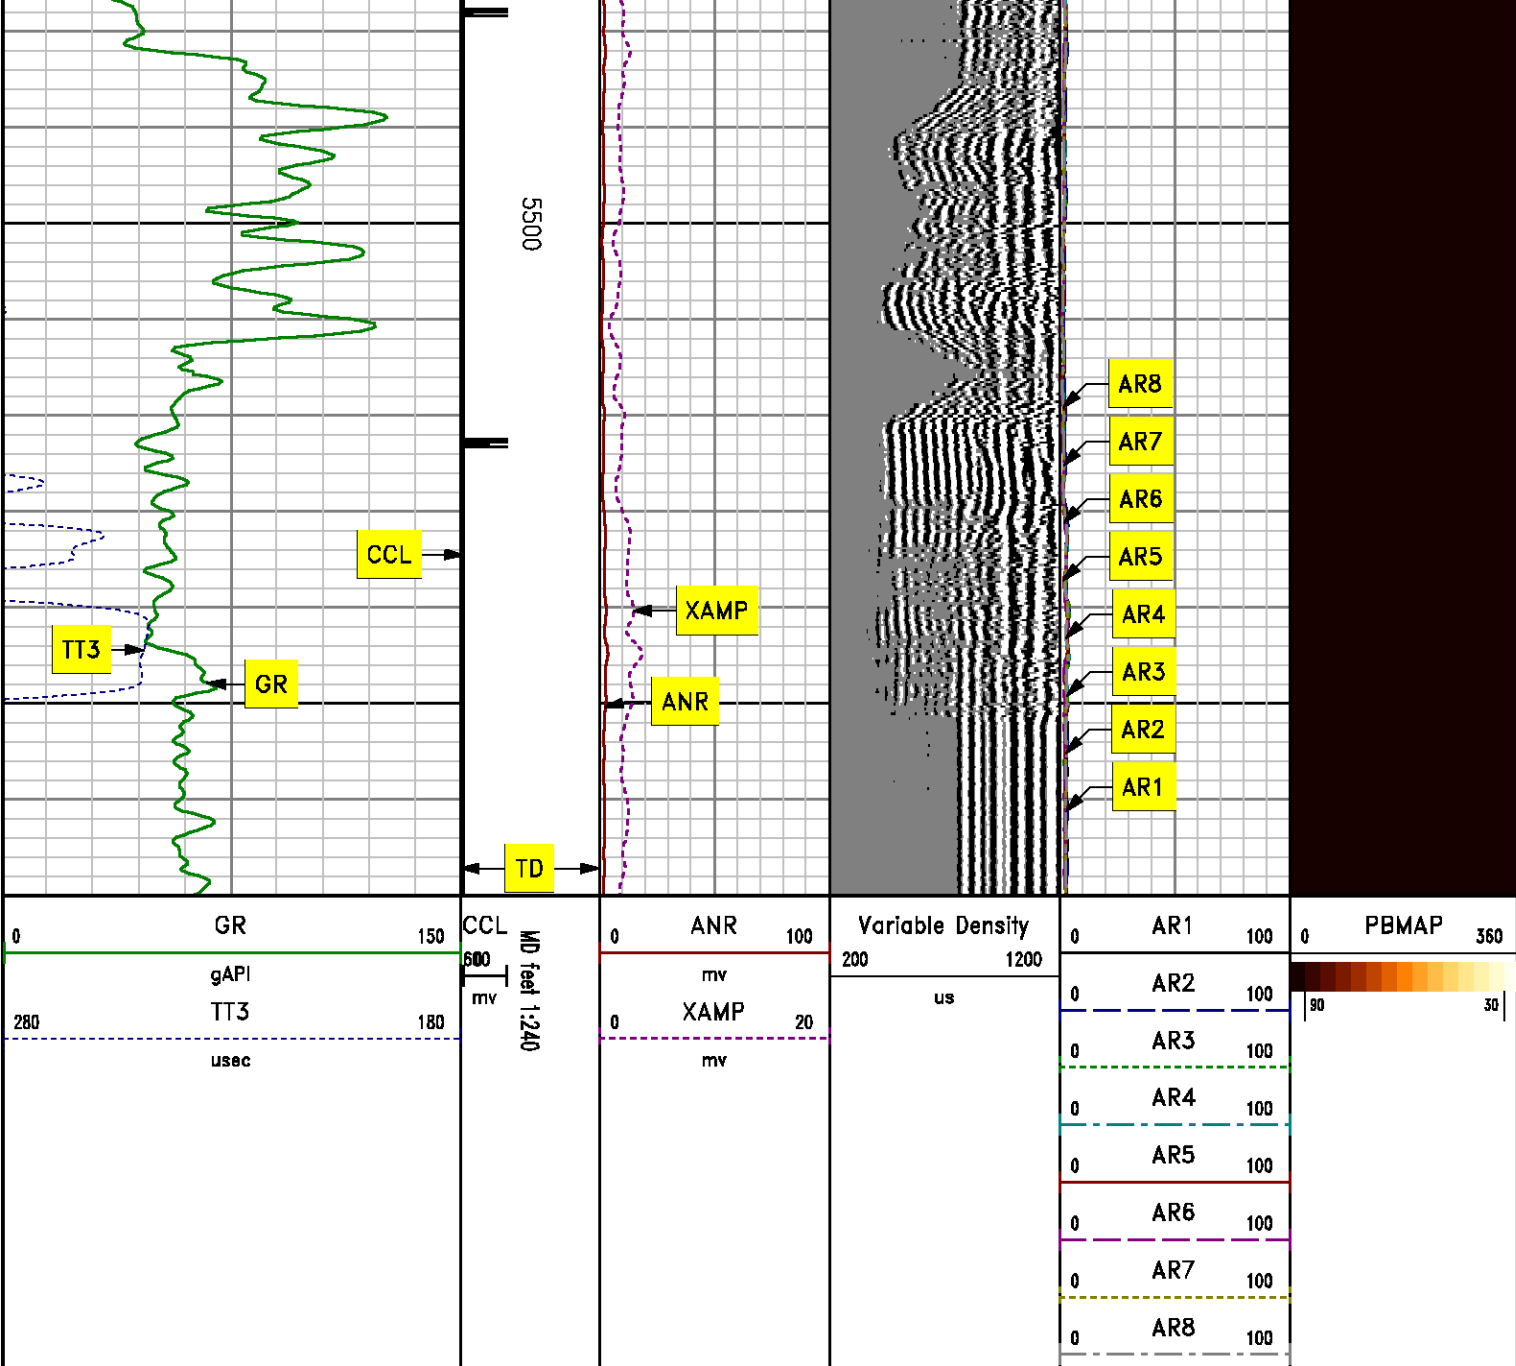 5500
AR8
AR7
AR6
CCL
AR5
XAMP
AR4
TT3
GR
AR3
ANR
AR2
AR1
TD
0 GR 150
gAPI
TT3
280 180
usec
CCL
mv
MD feet 1:240
0 ANR 100
mv
XAMP
0 20
mv
Variable Density
200 1200
us
0 AR1 100
0 AR2 100
0 AR3 100
0 AR4 100
0 AR5 100
0 AR6 100
0 AR7 100
0 AR8 100
0 PBMAP 360
90 30